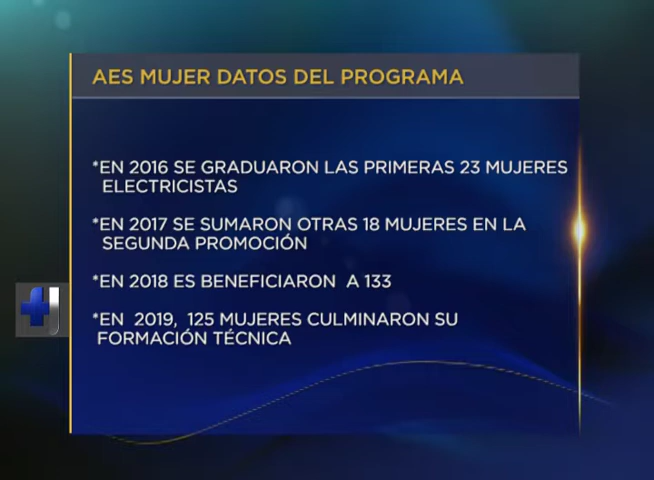 AES MUJER DATOS DEL PROGRAMA
*EN 2016 SE GRADUARON LAS PRIMERAS 23 MUJERES
ELECTRICISTAS
*EN 2017 SE SUMARON OTRAS 18 MUJERES EN LA
SEGUNDA PROMOCIÓN
*EN 2018 ES BENEFICIARON A 133
*EN 2019, 125 MUJERES CULMINARON SU
FORMACIÓN TÉCNICA